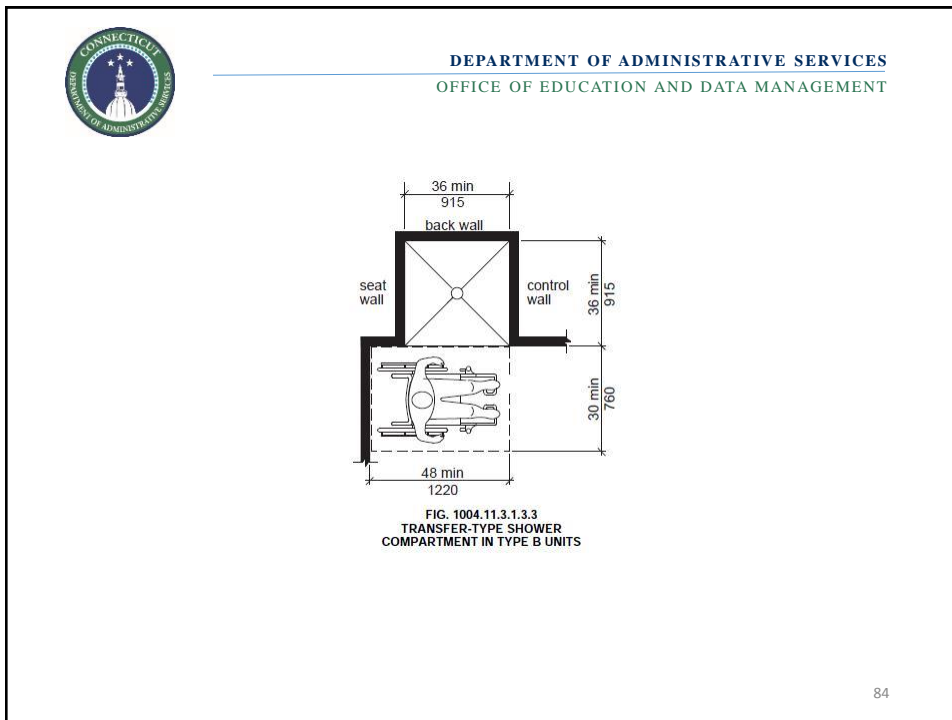 CONNECTICUT
DEPARTMENT OF ADMINISTRATIVE SERVICES
DEPARTMENT OF ADMINISTRATIVE SERVICES
OFFICE OF EDUCATION AND DATA MANAGEMENT
36 min
915
back wall
seat
wall
control
wall
36 min
915
30 min
760
48 min
1220
FIG. 1004.11.3.1.3.3
TRANSFER-TYPE SHOWER
COMPARTMENT IN TYPE B UNITS
84